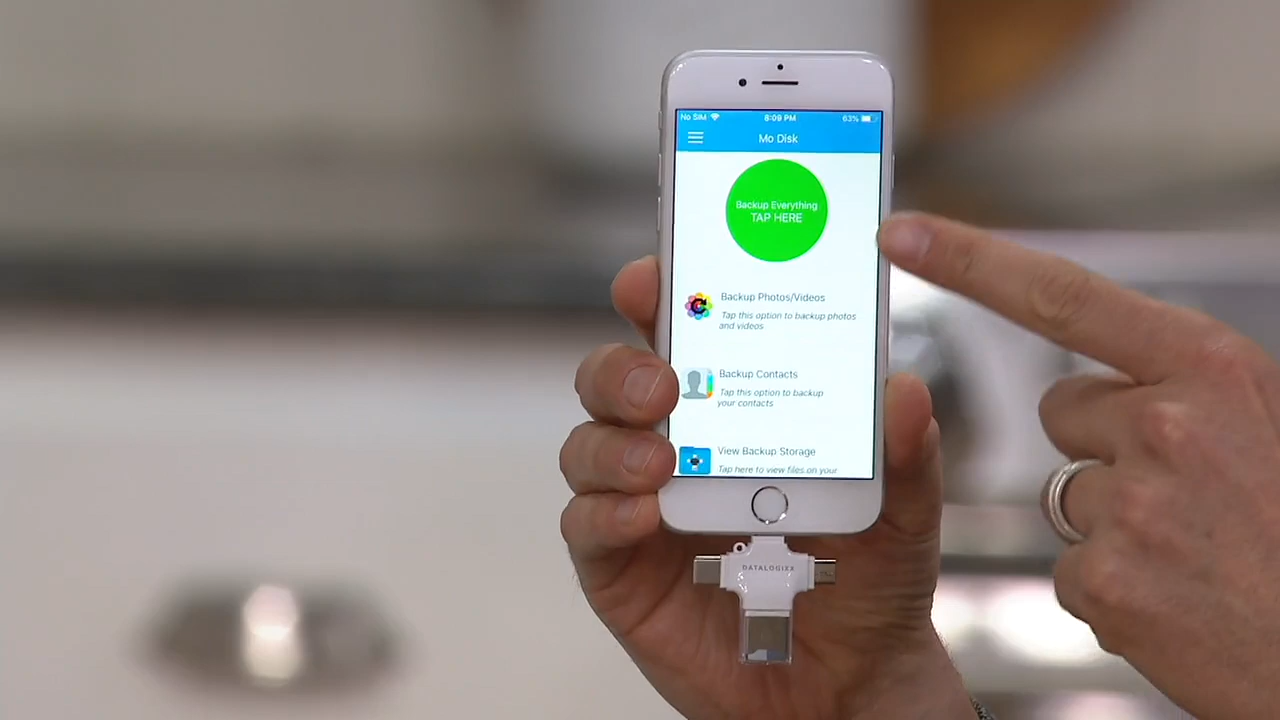 No SIM 8:09 PM 63%
Mo Disk
Backup Everything
TAP HERE
Backup Photos/Videos
Tap this option to backup photos
and videos
Backup Contacts
Tap this option to backup
your contacts
View Backup Storage
Tap here to view files on your
DATALOGIXX